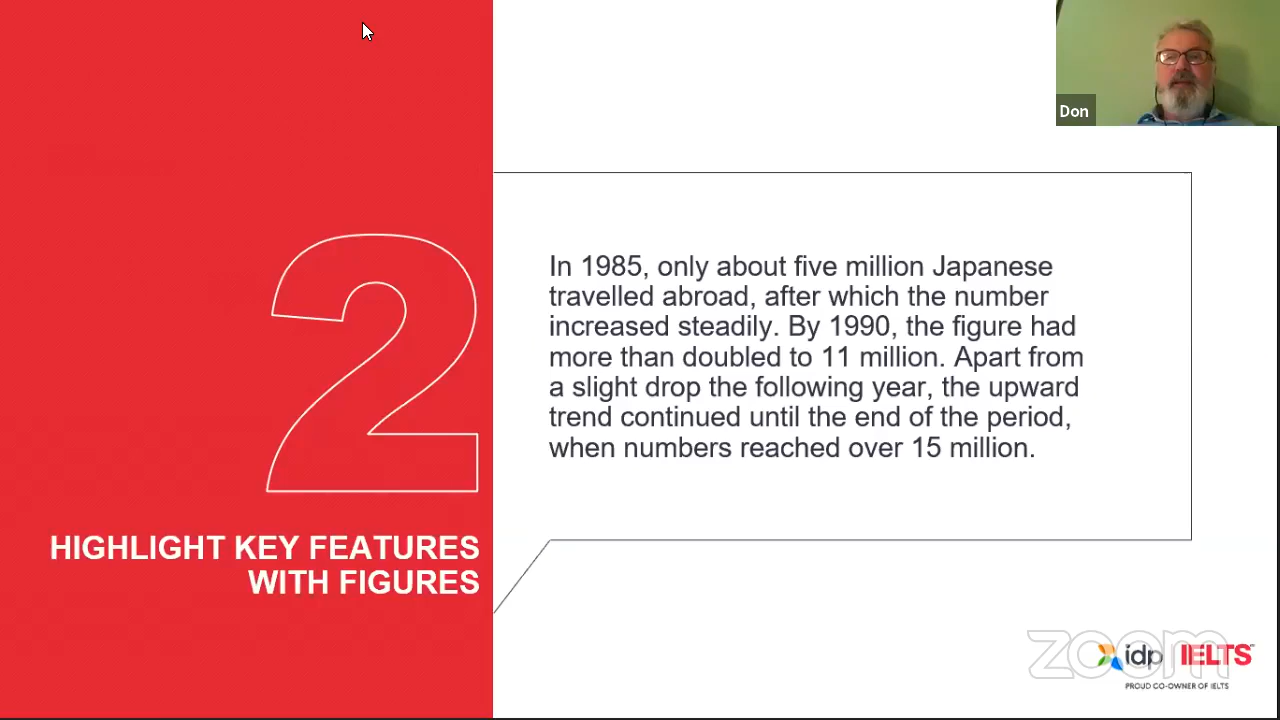 Don
2
HIGHLIGHT KEY FEATURES
WITH FIGURES
In 1985, only about five million Japanese
travelled abroad, after which the number
increased steadily. By 1990, the figure had
more than doubled to 11 million. Apart from
a slight drop the following year, the upward
trend continued until the end of the period,
when numbers reached over 15 million.
zoom
idp IELTS™
PROUD CO-OWNER OF IELTS